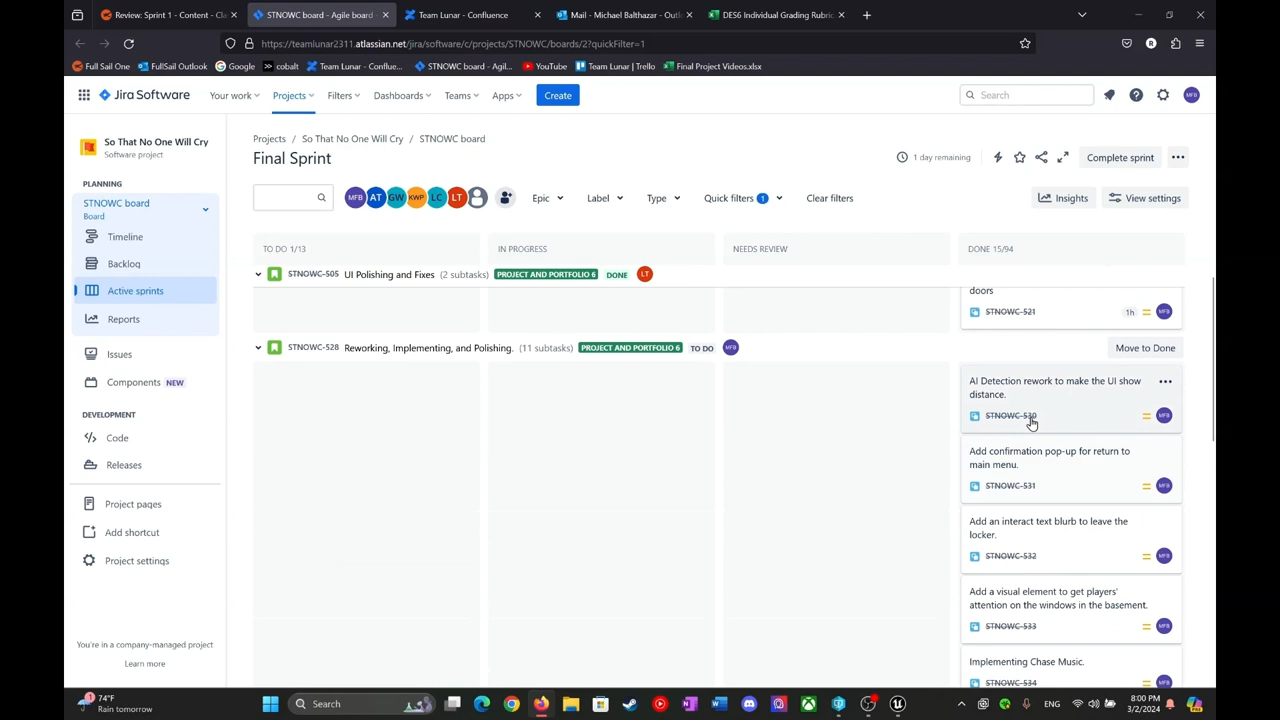 Review: Sprint 1 - Content - Cla
STNOWC board - Agile board -
Team Lunar - Confluence
Mail - Michael Balthazar - Outl
DES6 Individual Grading Rubric
https://teamlunar2311.atlassian.net/jira/software/c/projects/STNOWC/boards/2?quickFilter=1
Full Sail One
FullSail Outlook
Google
cobalt
Team Lunar - Conflue...
STNOWC board - Agil...
YouTube
Team Lunar | Trello
Final Project Videos.xlsx
Jira Software
Your work
Projects
Filters
Dashboards
Teams
Apps
Create
Search
MFB
So That No One Will Cry
Software project
PLANNING
STNOWC board
Board
Timeline
Backlog
Active sprints
Reports
Issues
Components NEW
DEVELOPMENT
Code
Releases
Project pages
Add shortcut
Project settings
You're in a company-managed project
Learn more
Projects / So That No One Will Cry / STNOWC board
Final Sprint
1 day remaining
Complete sprint
MFB AT GW KWP LC LT
Epic
Label
Type
Quick filters 1
Clear filters
Insights
View settings
TO DO 1/13
IN PROGRESS
NEEDS REVIEW
DONE 15/94
STNOWC-505 UI Polishing and Fixes (2 subtasks) PROJECT AND PORTFOLIO 6 DONE LT
doors
STNOWC-521 1h MFB
STNOWC-528 Reworking, Implementing, and Polishing. (11 subtasks) PROJECT AND PORTFOLIO 6 TO DO MFB
Move to Done
AI Detection rework to make the UI show
distance.
STNOWC-530 MFB
Add confirmation pop-up for return to
main menu.
STNOWC-531 MFB
Add an interact text blurb to leave the
locker.
STNOWC-532 MFB
Add a visual element to get players'
attention on the windows in the basement.
STNOWC-533 MFB
Implementing Chase Music.
STNOWC-534 MFB
1
74°F
Rain tomorrow
Search
ENG
8:00 PM
3/2/2024